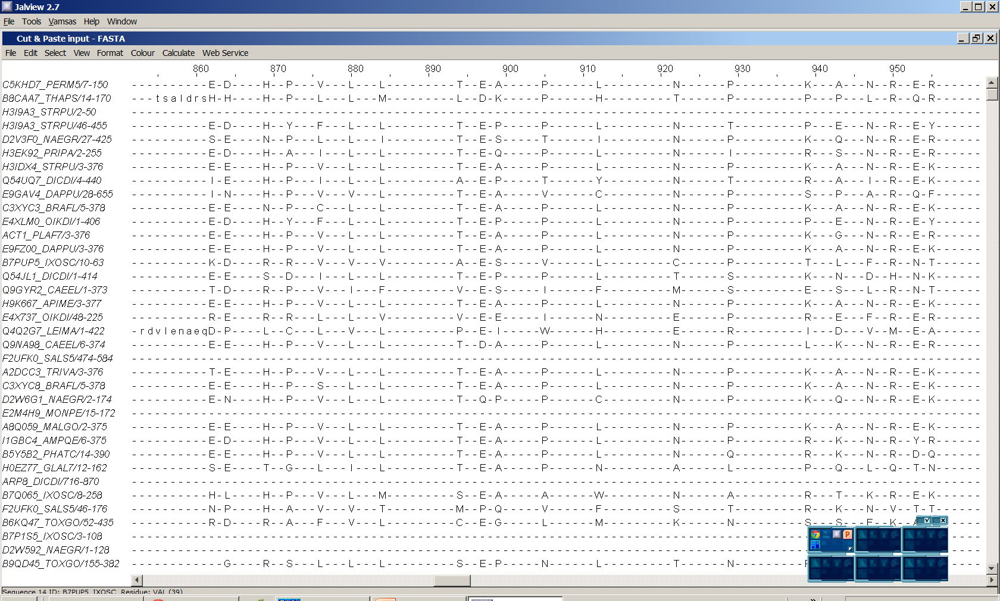 Jalview 2.7
File Tools Vamsas Help Window
Cut & Paste input - FASTA
File Edit Select View Format Colour Calculate Web Service
860 870 880 890 900 910 920 930 940 950
C5KHD7_PERM5/7-150 ----------E-D----H--P---V---L---L---------T--E-A-----P------L---------N------P---------K---A---N--R--E-R------
B8CAA7_THAPS/14-170 ---tsaldrsH-H----H--P---L---L---M---------L--D-K-----P------H---------T------P---------P---P---L--R--Q-R------
H3I9A3_STRPU/2-50 --------------------------------------------------------------------------------------------------------------
H3I9A3_STRPU/46-455 ----------E-D----H--Y---F---L---L---------T--E-P-----P------L---------N------T---------P---E---N--R--E-Y------
D2V3F0_NAEGR/27-425 ----------S-E----N--P---L---L---I---------T--E-S-----T------I---------N------P---------K---Q---N--R--E-R------
H3EK92_PRIPA/2-255 ----------E-D----H--A---I---L---L---------T--E-Q-----P------L---------N------I---------R---S---N--R--E-R------
H3IDX4_STRPU/3-376 ----------E-E----H--P---V---L---L---------T--E-A-----P------L---------N------P---------K---A---N--R--E-K------
Q54UQ7_DICDI/4-440 ----------I-E----H--P---I---L---L---------A--E-P-----T------Y---------N------T---------R---A---I--R--E-K------
E9GAV4_DAPPU/28-655 ----------I-N----H--P---V---V---L---------T--E-A-----V------C---------N------P---------S---P---A--R--Q-F------
C3XYC3_BRAFL/5-378 ----------E-E----N--P---C---L---L---------T--E-A-----P------L---------N------P---------K---A---N--R--E-K------
E4XLM0_OIKDI/1-406 ----------E-D----H--Y---F---L---L---------T--E-P-----P------L---------N------P---------P---E---N--R--E-Y------
ACT1_PLAF7/3-376 ----------E-E----H--P---V---L---L---------T--E-A-----P------L---------N------P---------K---G---N--R--E-R------
E9FZ00_DAPPU/3-376 ----------E-E----H--P---V---L---L---------T--E-A-----P------L---------N------P---------K---A---N--R--E-K------
B7PUP5_IXOSC/10-63 ----------K-D----R--R---V---V---V---------A--E-S-----V------L---------C------P---------T---L---F--R--N-T------
Q54JL1_DICDI/1-414 ----------E-E----S--D---I---L---L---------T--E-P-----P------L---------T------S---------K---N---D--H--N-K------
Q9GYR2_CAEEL/1-373 ----------T-D----R--P---V---I---F---------V--E-S-----I------F---------M------S---------E---S---L--R--N-T------
H9K667_APIME/3-377 ----------E-E----H--P---V---L---L---------T--E-A-----P------L---------N------P---------K---A---N--R--E-K------
E4X737_OIKDI/48-225 ----------R-E----R--R---L---L---V---------V--E-E-----I------N---------E------P---------R---E---F--R--E-R------
Q4Q2G7_LEIMA/1-422 -rdvlenaeqD-P----L--C---L---V---L---------P--E-I-----W------H---------E------R---------I---D---V--M--E-A------
Q9NA98_CAEEL/6-374 ----------E-E----H--P---V---L---L---------T--D-A-----P------L---------N------P---------L---K---N--R--E-R------
F2UFK0_SALS5/474-584 --------------------------------------------------------------------------------------------------------------
A2DCC3_TRIVA/3-376 ----------T-E----H--P---V---L---L---------T--E-A-----P------L---------N------P---------K---A---N--R--E-K------
C3XYC8_BRAFL/5-378 ----------E-E----H--P---S---L---L---------T--E-A-----P------L---------N------P---------K---A---N--R--E-K------
D2W6G1_NAEGR/2-174 ----------E-N----H--P---V---L---L---------T--Q-P-----P------C---------N------P---------K---Q---N--R--E-K------
E2M4H9_MONPE/15-172 --------------------------------------------------------------------------------------------------------------
A8Q059_MALGO/2-375 ----------E-E----H--P---V---L---L---------T--E-A-----P------L---------N------P---------K---A---N--R--E-K------
I1GBC4_AMPQE/6-375 ----------E-D----H--P---V---L---L---------T--E-A-----P------L---------N------P---------R---K---N--R--Y-R------
B5Y5B2_PHATC/14-390 ----------E-E----H--P---V---L---L---------T--E-A-----P------L---------N------Q---------R---K---N--R--D-Q------
H0EZ77_GLAL7/12-162 ----------S-E----T--G---L---I---L---------T--E-A-----P------N---------A------L---------P---Q---L--Q--T-N------
ARP8_DICDI/716-870 --------------------------------------------------------------------------------------------------------------
B7Q065_IXOSC/8-258 ----------H-L----H--P---V---L---M---------S--E-A-----A------W---------N------A---------R---T---K--R--E-K------
F2UFK0_SALS5/46-176 ----------N-P----H--A---V---V---T---------M--P-Q-----V------F---------S------T---------R---K---N--V--T-T------
B6KQ47_TOXGO/52-435 ----------R-D----R--A---F---V---L---------C--E-G-----L------M---------K------N---------S---S---F--K--
B7P1S5_IXOSC/3-108 ---------------------------------------------------------------------------------------
D2W592_NAEGR/1-128 ---------------------------------------------------------------------------------------
B9QD45_TOXGO/155-382 ------------G----R--S---L---L---L---------S--E-P-----N------L---------T------N---------
Sequence 14 ID: B7PUP5_IXOSC Residue: VAL (39)